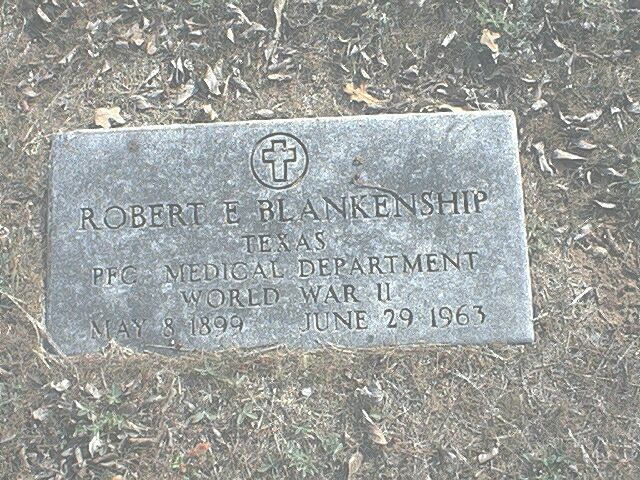 ROBERT E BLANKENSHIP
TEXAS
PFC MEDICAL DEPARTMENT
WORLD WAR II
MAY 8 1899 JUNE 29 1963